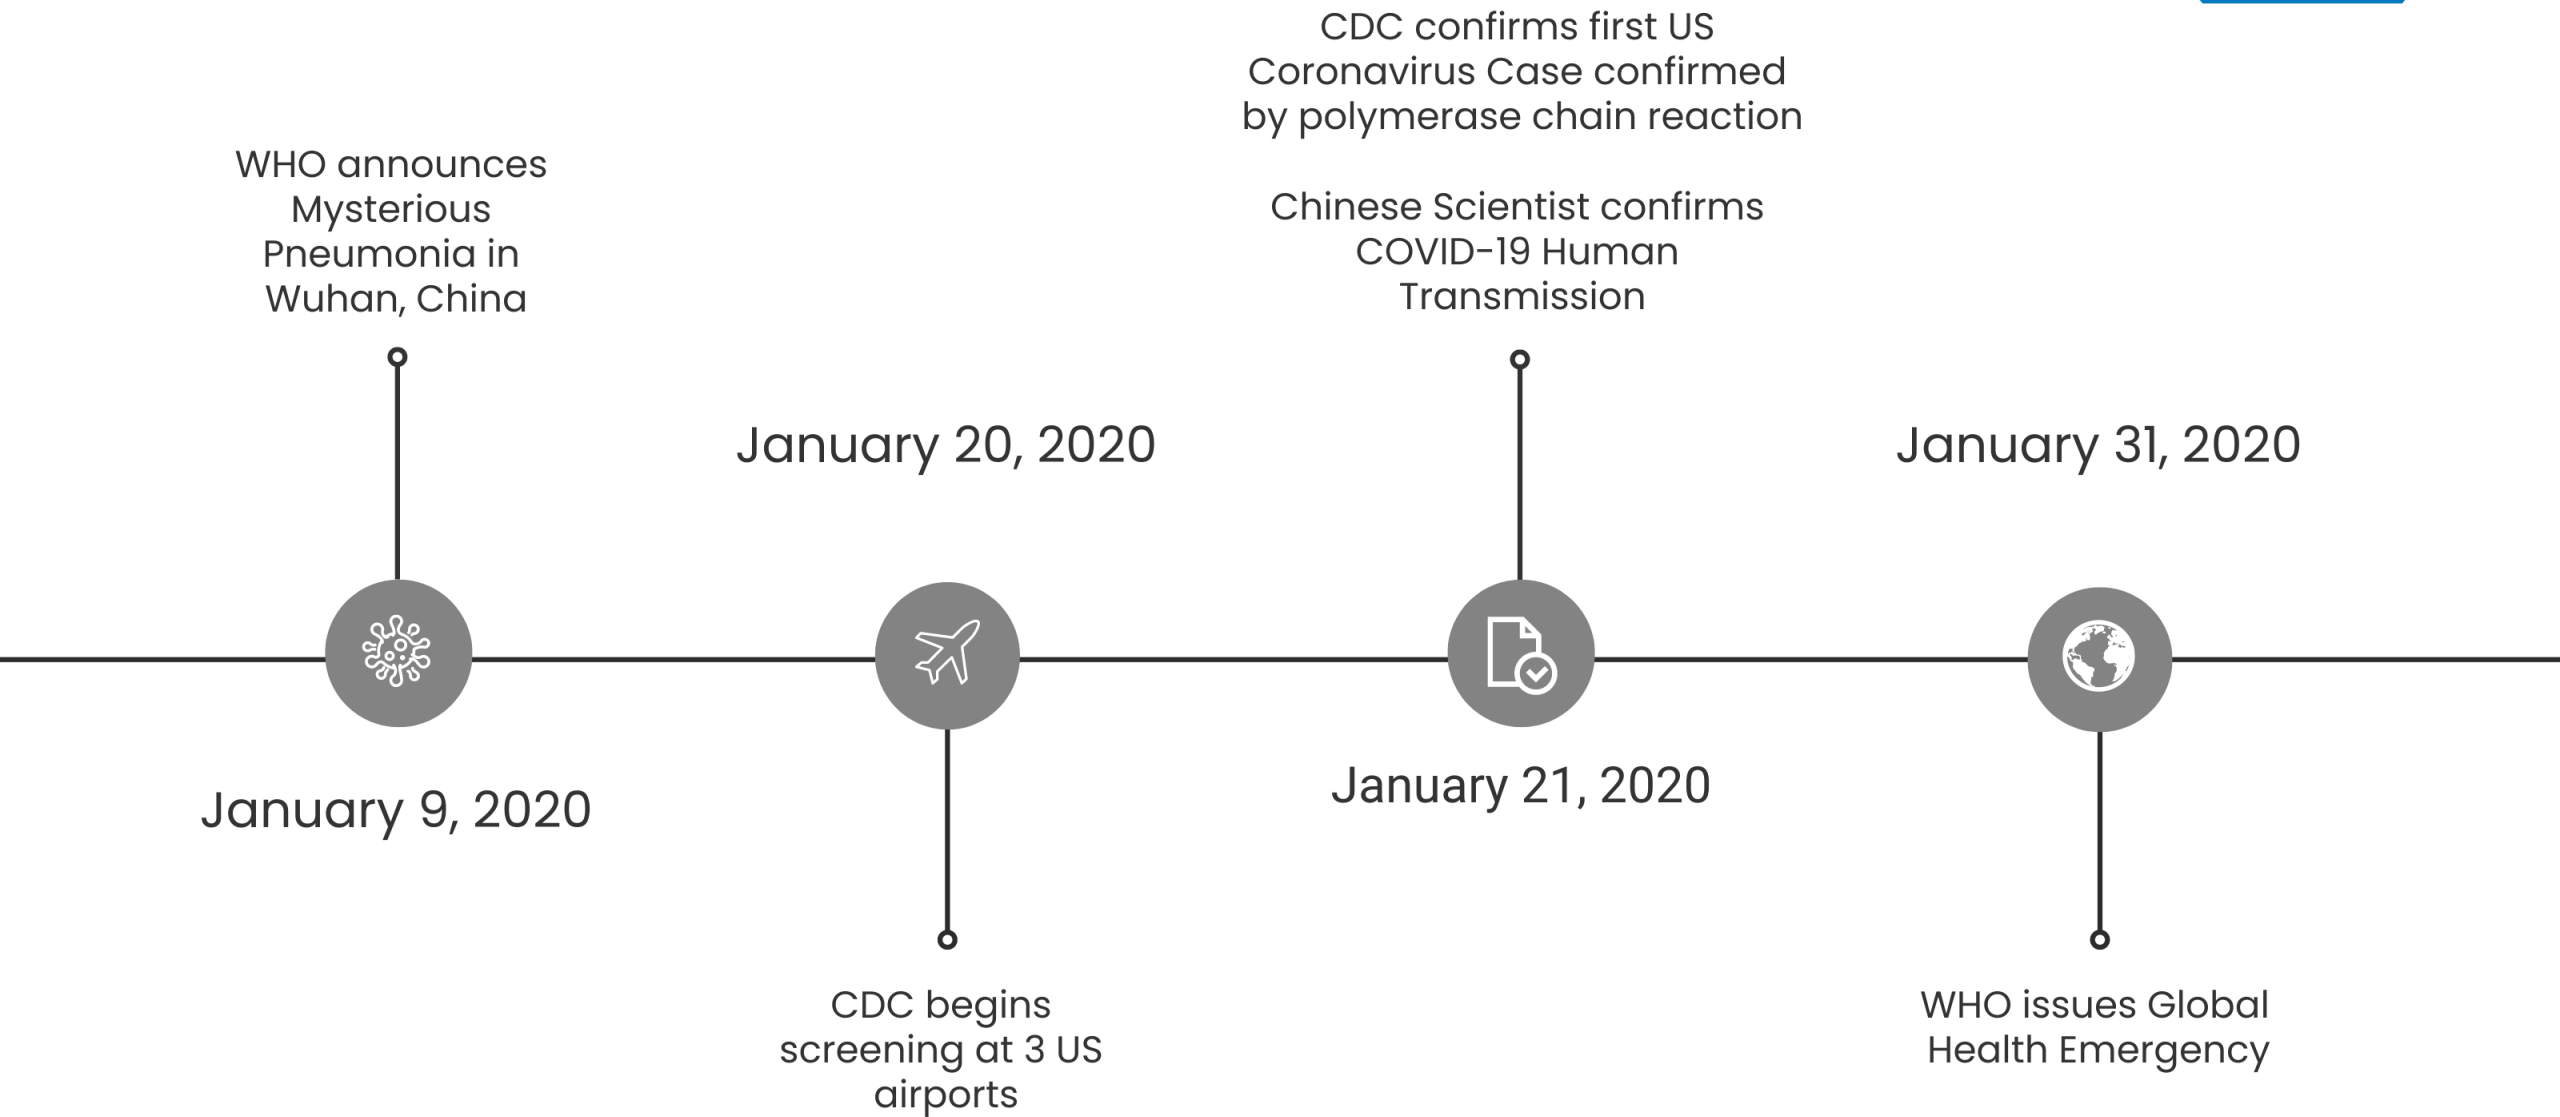 WHO announces
Mysterious
Pneumonia in
Wuhan, China
January 9, 2020
January 20, 2020
CDC begins
screening at 3 US
airports
CDC confirms first US
Coronavirus Case confirmed
by polymerase chain reaction
Chinese Scientist confirms
COVID-19 Human
Transmission
January 21, 2020
January 31, 2020
WHO issues Global
Health Emergency